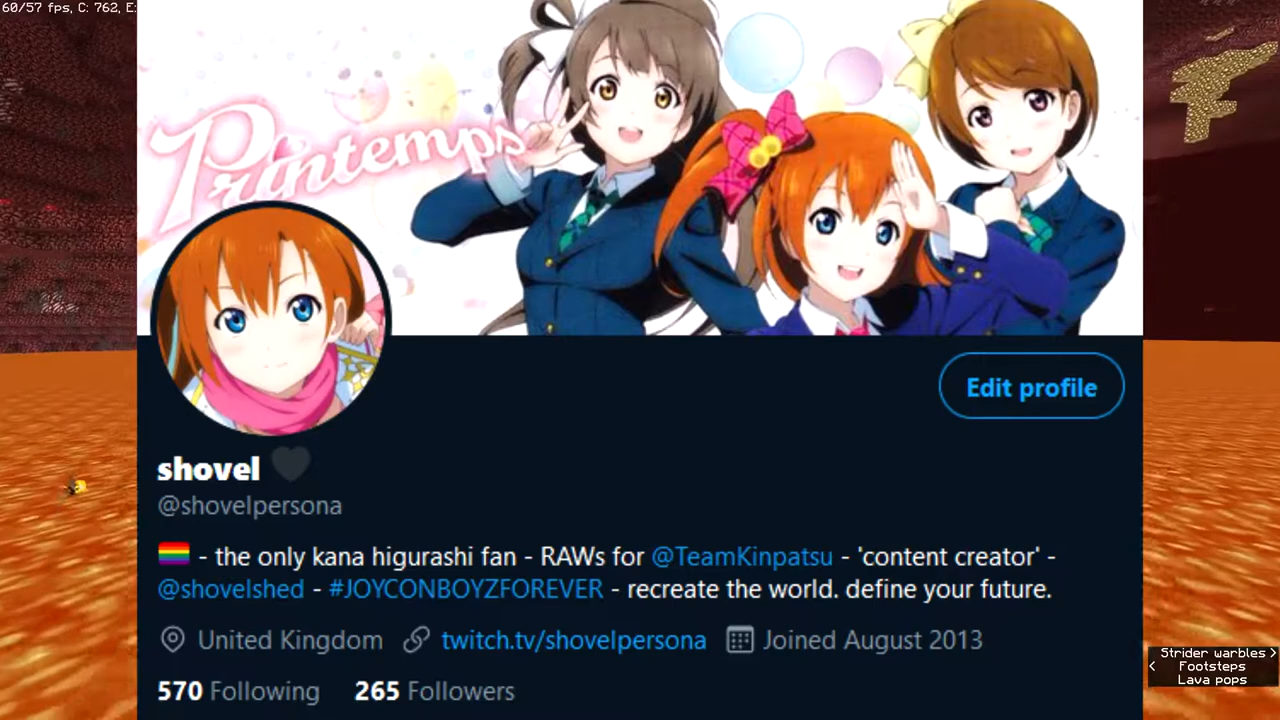 60/57 fps, C: 762, E:
Printemps
Edit profile
shovel
@shovelpersona
- the only kana higurashi fan - RAWs for @TeamKinpatsu - 'content creator' -
@shovelshed - #JOYCONBOYZFOREVER - recreate the world. define your future.
United Kingdom twitch.tv/shovelpersona Joined August 2013
570 Following 265 Followers
Strider warbles >
< Footsteps
Lava pops